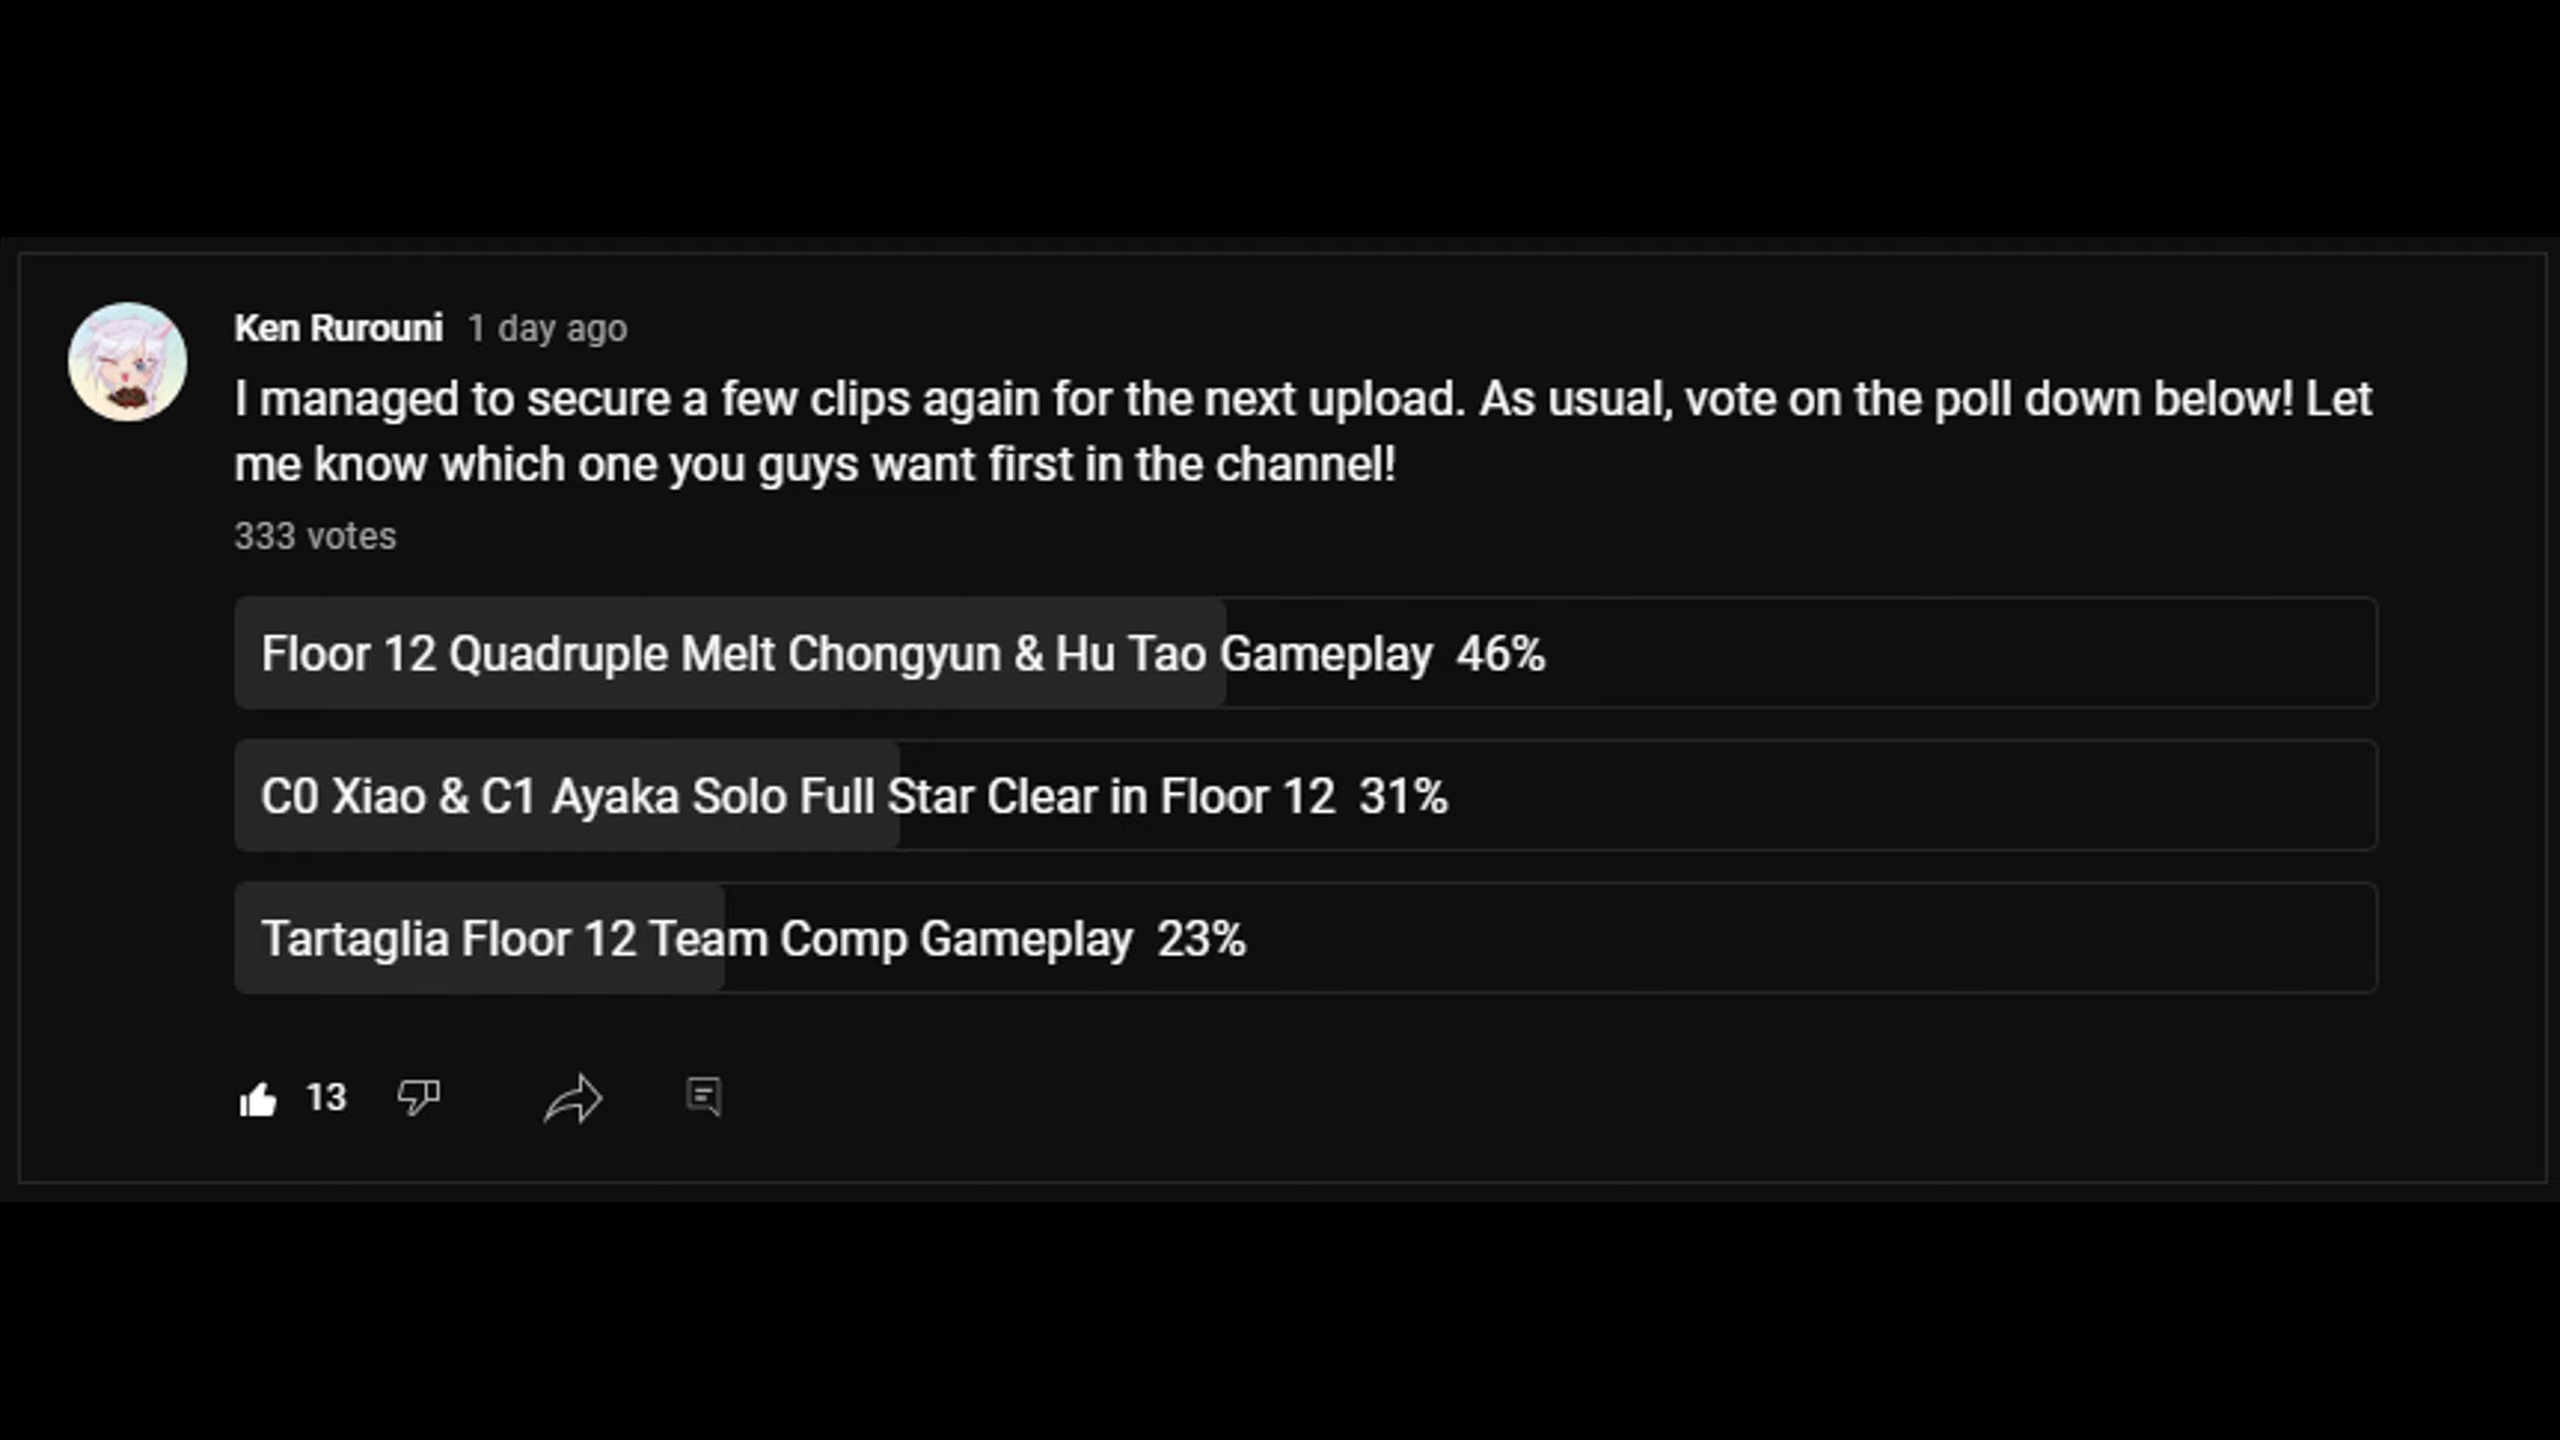 Ken Rurouni 1 day ago
I managed to secure a few clips again for the next upload. As usual, vote on the poll down below! Let
me know which one you guys want first in the channel!
333 votes
Floor 12 Quadruple Melt Chongyun & Hu Tao Gameplay 46%
C0 Xiao & C1 Ayaka Solo Full Star Clear in Floor 12 31%
Tartaglia Floor 12 Team Comp Gameplay 23%
13